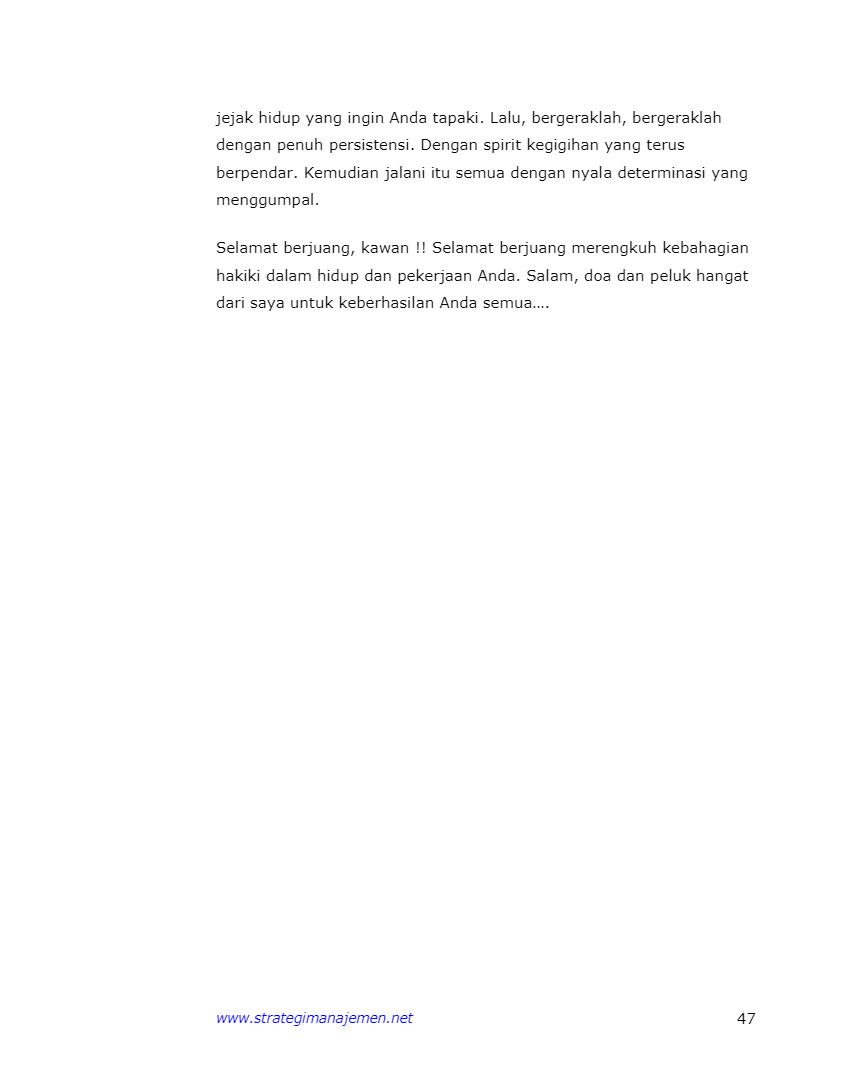 jejak hidup yang ingin Anda tapaki. Lalu, bergeraklah, bergeraklah
dengan penuh persistensi. Dengan spirit kegigihan yang terus
berpendar. Kemudian jalani itu semua dengan nyala determinasi yang
menggumpal.
Selamat berjuang, kawan !! Selamat berjuang merengkuh kebahagian
hakiki dalam hidup dan pekerjaan Anda. Salam, doa dan peluk hangat
dari saya untuk keberhasilan Anda semua….
www.strategimanajemen.net 47